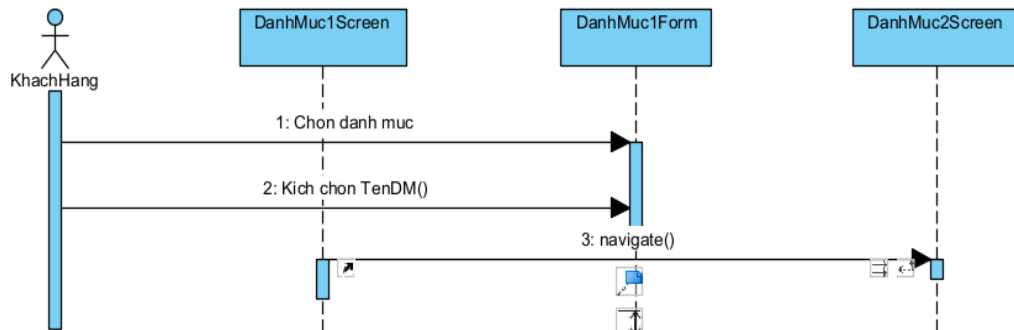 DanhMuc1Screen
DanhMuc1Form
DanhMuc2Screen
KhachHang
1: Chon danh muc
2: Kich chon TenDM()
3: navigate()